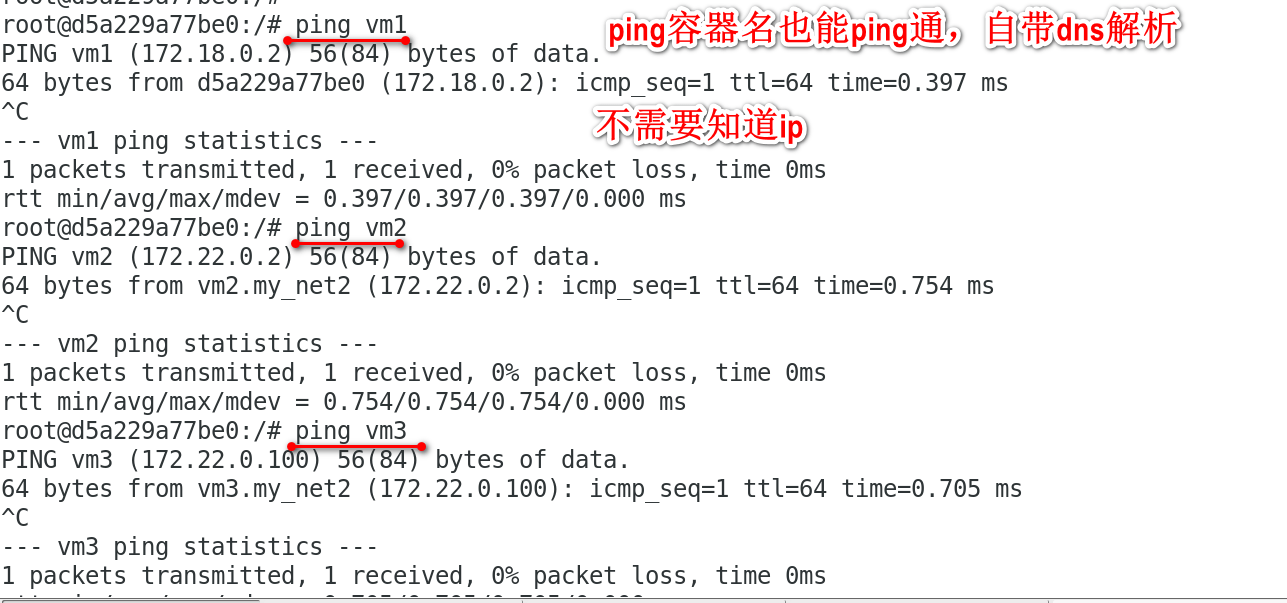 root@d5a229a77be0:/#
root@d5a229a77be0:/# ping vm1
ping容器名也能ping通，自带dns解析
PING vm1 (172.18.0.2) 56(84) bytes of data.
64 bytes from d5a229a77be0 (172.18.0.2): icmp_seq=1 ttl=64 time=0.397 ms
^C
不需要知道ip
--- vm1 ping statistics ---
1 packets transmitted, 1 received, 0% packet loss, time 0ms
rtt min/avg/max/mdev = 0.397/0.397/0.397/0.000 ms
root@d5a229a77be0:/# ping vm2
PING vm2 (172.22.0.2) 56(84) bytes of data.
64 bytes from vm2.my_net2 (172.22.0.2): icmp_seq=1 ttl=64 time=0.754 ms
^C
--- vm2 ping statistics ---
1 packets transmitted, 1 received, 0% packet loss, time 0ms
rtt min/avg/max/mdev = 0.754/0.754/0.754/0.000 ms
root@d5a229a77be0:/# ping vm3
PING vm3 (172.22.0.100) 56(84) bytes of data.
64 bytes from vm3.my_net2 (172.22.0.100): icmp_seq=1 ttl=64 time=0.705 ms
^C
--- vm3 ping statistics ---
1 packets transmitted, 1 received, 0% packet loss, time 0ms